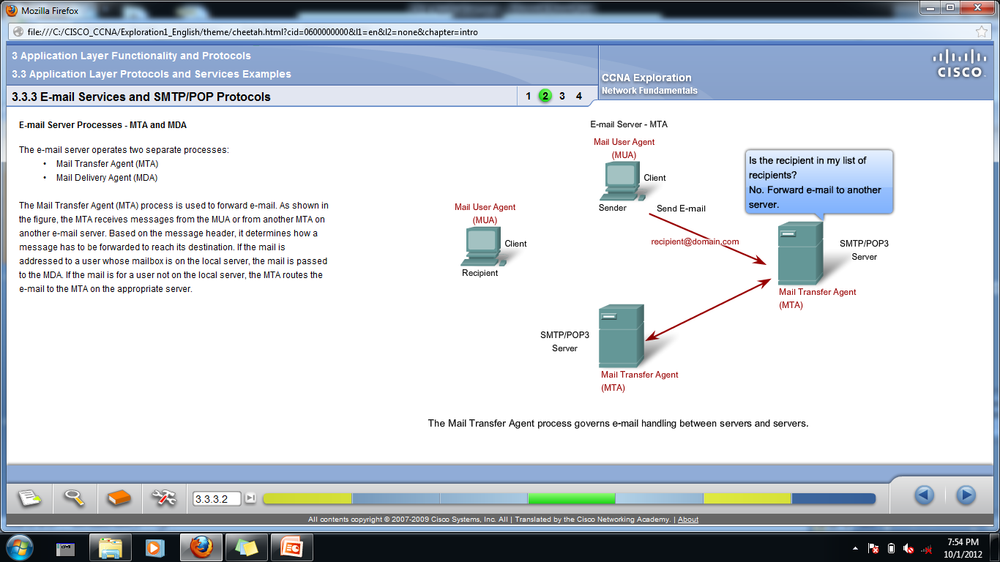 Mozilla Firefox
file:///C:/CISCO_CCNA/Exploration1_English/theme/cheetah.html?cid=0600000000&l1=en&l2=none&chapter=intro
3 Application Layer Functionality and Protocols
3.3 Application Layer Protocols and Services Examples
CCNA Exploration
Network Fundamentals
CISCO
3.3.3 E-mail Services and SMTP/POP Protocols
1 2 3 4
E-mail Server Processes - MTA and MDA
The e-mail server operates two separate processes:
• Mail Transfer Agent (MTA)
• Mail Delivery Agent (MDA)
The Mail Transfer Agent (MTA) process is used to forward e-mail. As shown in
the figure, the MTA receives messages from the MUA or from another MTA on
another e-mail server. Based on the message header, it determines how a
message has to be forwarded to reach its destination. If the mail is
addressed to a user whose mailbox is on the local server, the mail is passed
to the MDA. If the mail is for a user not on the local server, the MTA routes the
e-mail to the MTA on the appropriate server.
E-mail Server - MTA
Mail User Agent
(MUA)
Client
Sender
Send E-mail
recipient@domain.com
Is the recipient in my list of
recipients?
No. Forward e-mail to another
server.
SMTP/POP3
Server
Mail Transfer Agent
(MTA)
Mail User Agent
(MUA)
Client
Recipient
SMTP/POP3
Server
Mail Transfer Agent
(MTA)
The Mail Transfer Agent process governs e-mail handling between servers and servers.
3.3.3.2
All contents copyright © 2007-2009 Cisco Systems, Inc. All | Translated by the Cisco Networking Academy. | About
7:54 PM
10/1/2012